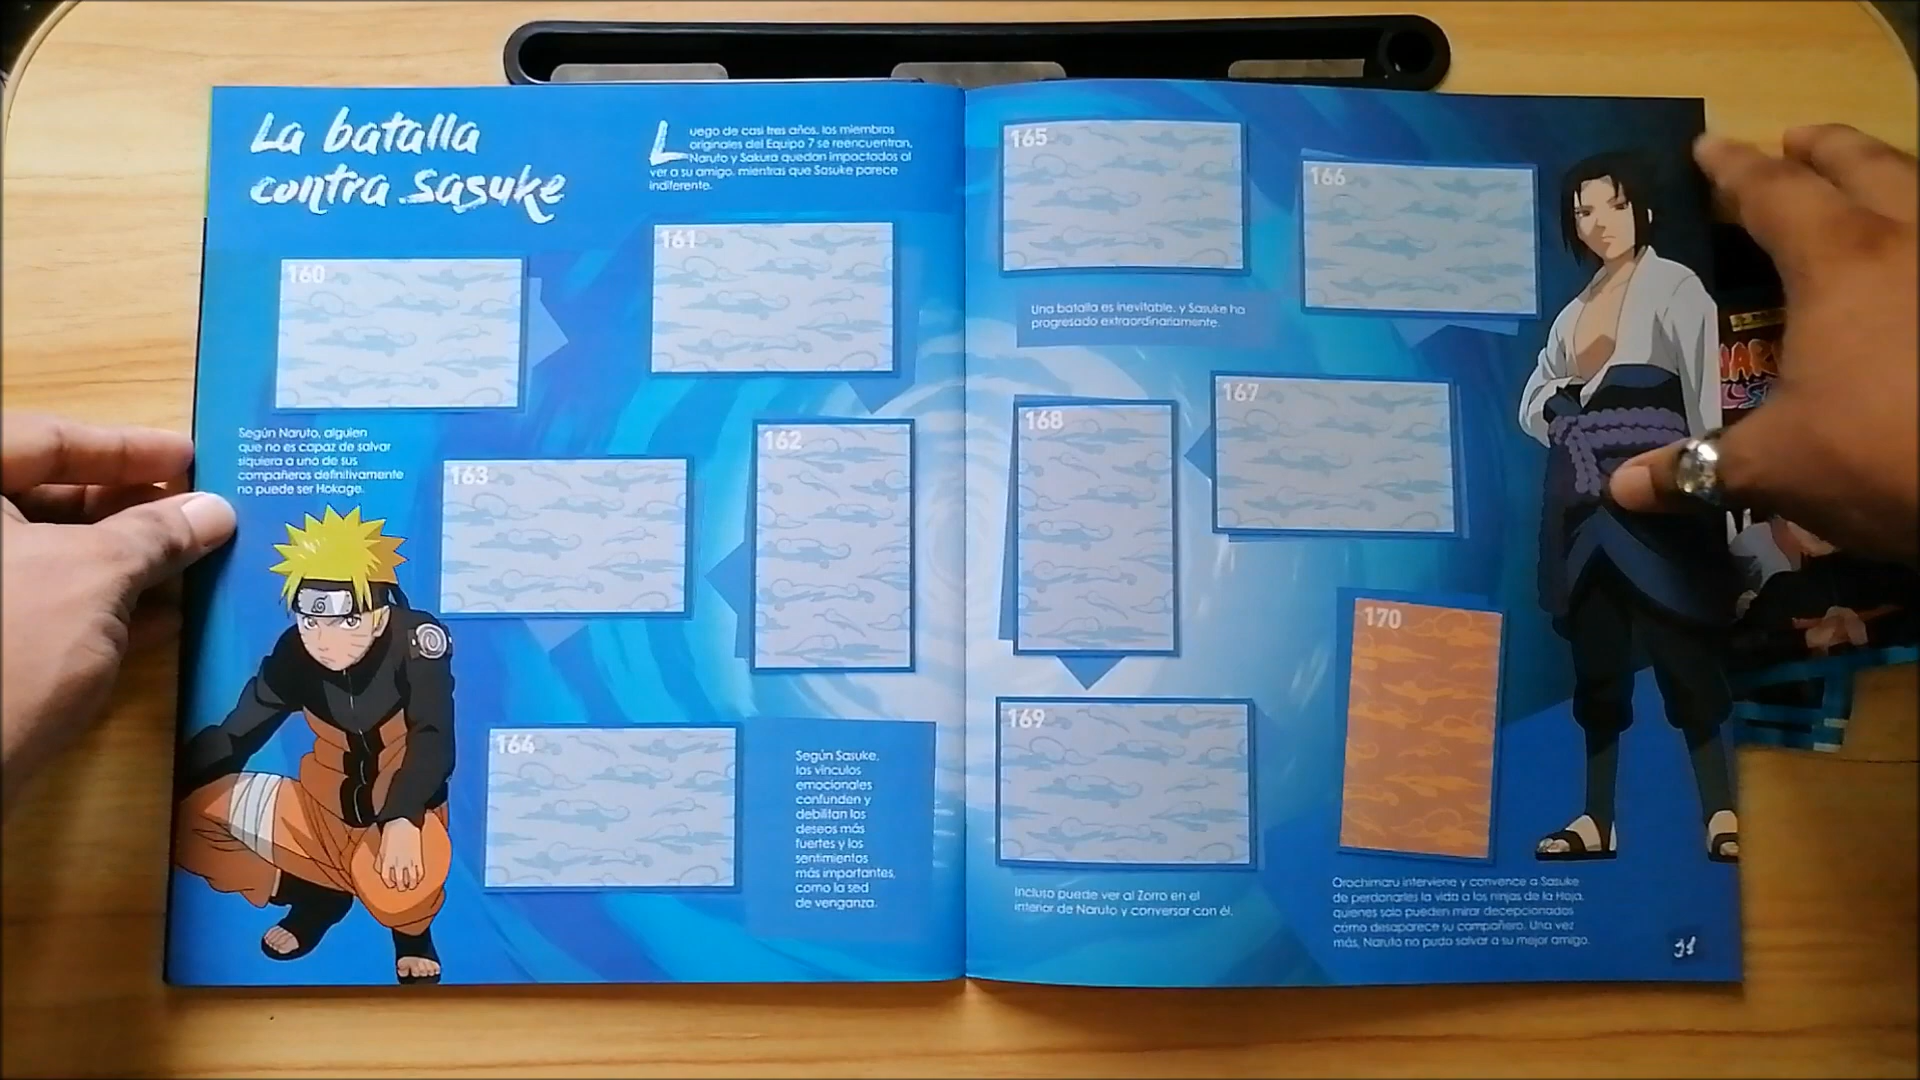 La batalla
contra Sasuke
Luego de casi tres años, los miembros
originales del Equipo 7 se reencuentran,
Naruto y Sakura quedan impactados al
ver a su amigo, mientras que Sasuke parece
indiferente.
160
161
Según Naruto, alguien
que no es capaz de salvar
siquiera a uno de sus
compañeros definitivamente
no puede ser Hokage.
162
163
164
Según Sasuke,
los vínculos
emocionales
confunden y
debilitan los
deseos más
fuertes y los
sentimientos
más importantes,
como la sed
de venganza.
165
166
Una batalla es inevitable, y Sasuke ha
progresado extraordinariamente.
167
168
169
170
Incluso puede ver al Zorro en el
interior de Naruto y conversar con él.
Orochimaru interviene y convence a Sasuke
de perdonarles la vida a los ninjas de la Hoja,
quienes solo pueden mirar decepcionados
cómo desaparece su compañero. Una vez
más, Naruto no pudo salvar a su mejor amigo.